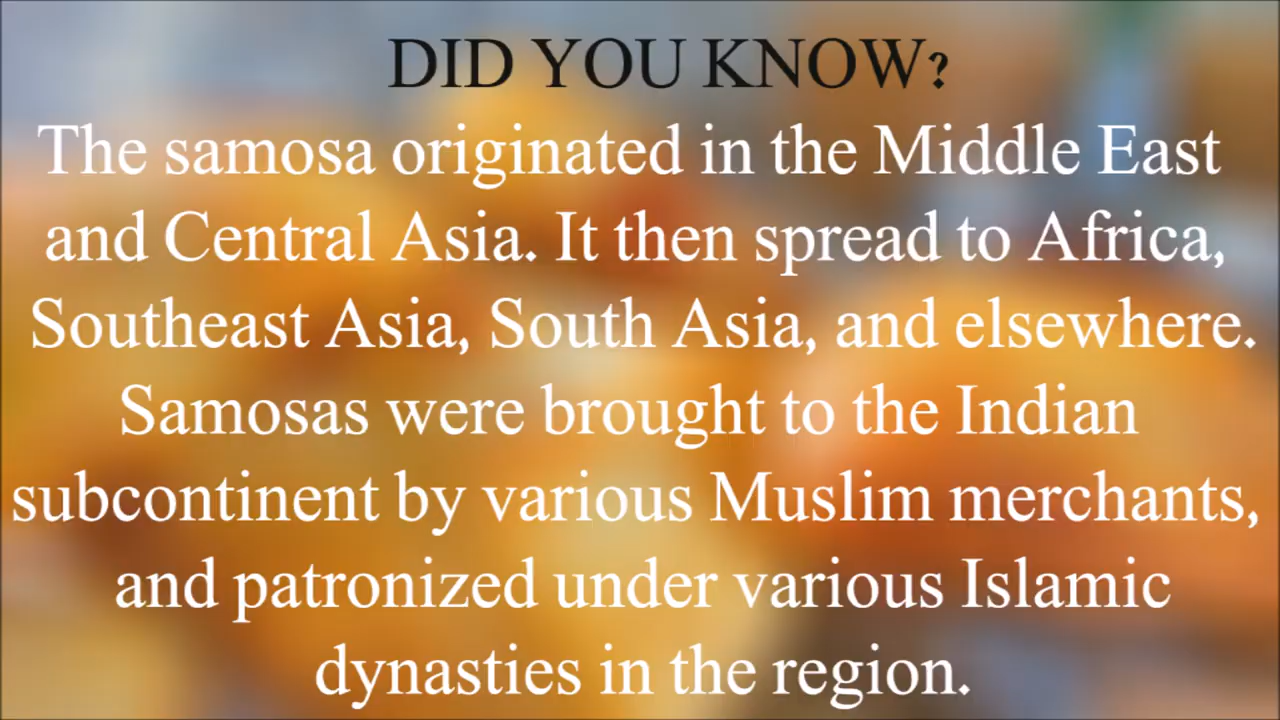 DID YOU KNOW?
The samosa originated in the Middle East
and Central Asia. It then spread to Africa,
Southeast Asia, South Asia, and elsewhere.
Samosas were brought to the Indian
subcontinent by various Muslim merchants,
and patronized under various Islamic
dynasties in the region.